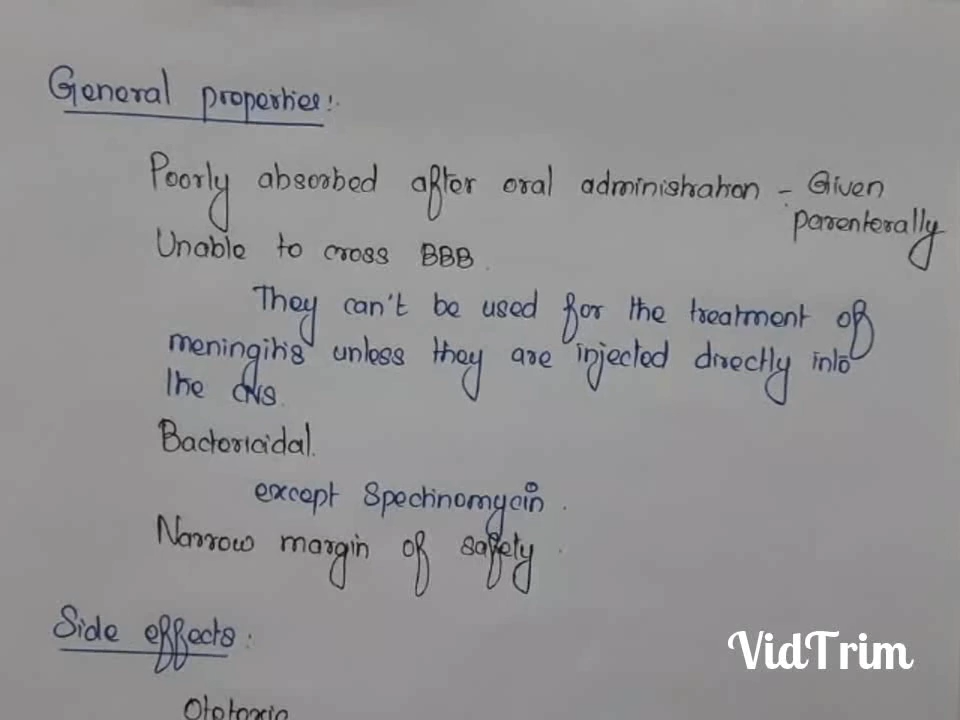 General properties:
Poorly absorbed after oral administration - Given
parenterally
Unable to cross BBB.
They can't be used for the treatment of
meningitis unless they are injected directly into
the CNS.
Bactericidal.
except Spectinomycin.
Narrow margin of safety.
Side effects:
Ototoxic
VidTrim